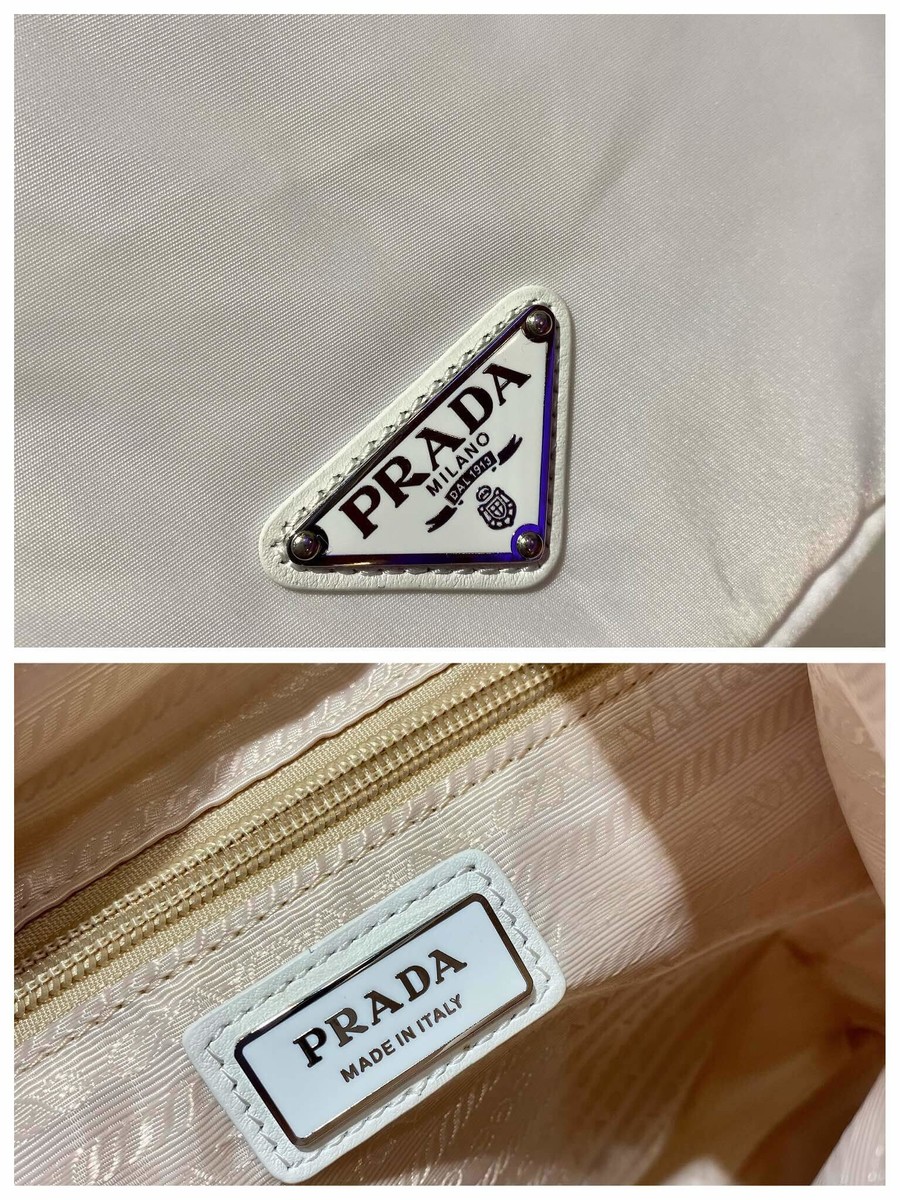 PRADA
MILANO
DAL 1913
PRADA
MADE IN ITALY